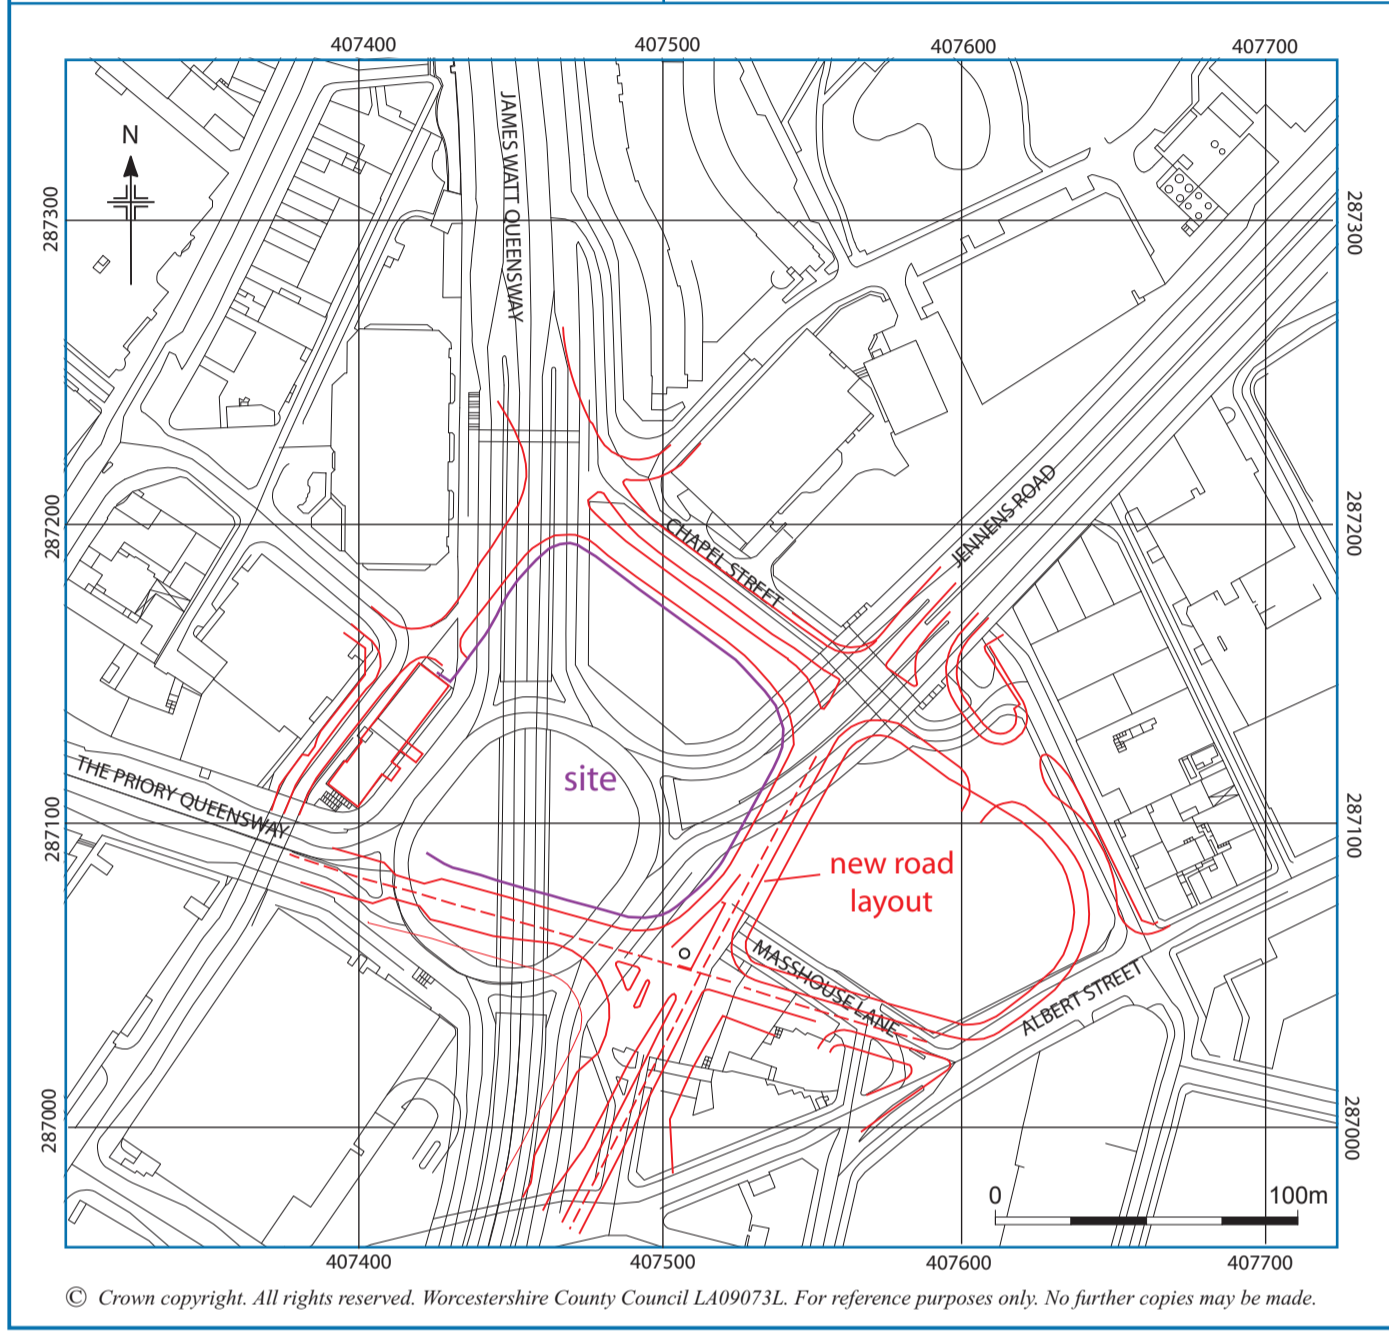 407400 407500 407600 407700
N
JAMES WATT QUEENSWAY
287300 287300
JENNENS ROAD
287200 287200
CHAPEL STREET
THE PRIORY QUEENSWAY
site
287100 287100
new road
layout
MASSHOUSE LANE
ALBERT STREET
287000 287000
0 100m
407400 407500 407600 407700
© Crown copyright. All rights reserved. Worcestershire County Council LA09073L. For reference purposes only. No further copies may be made.